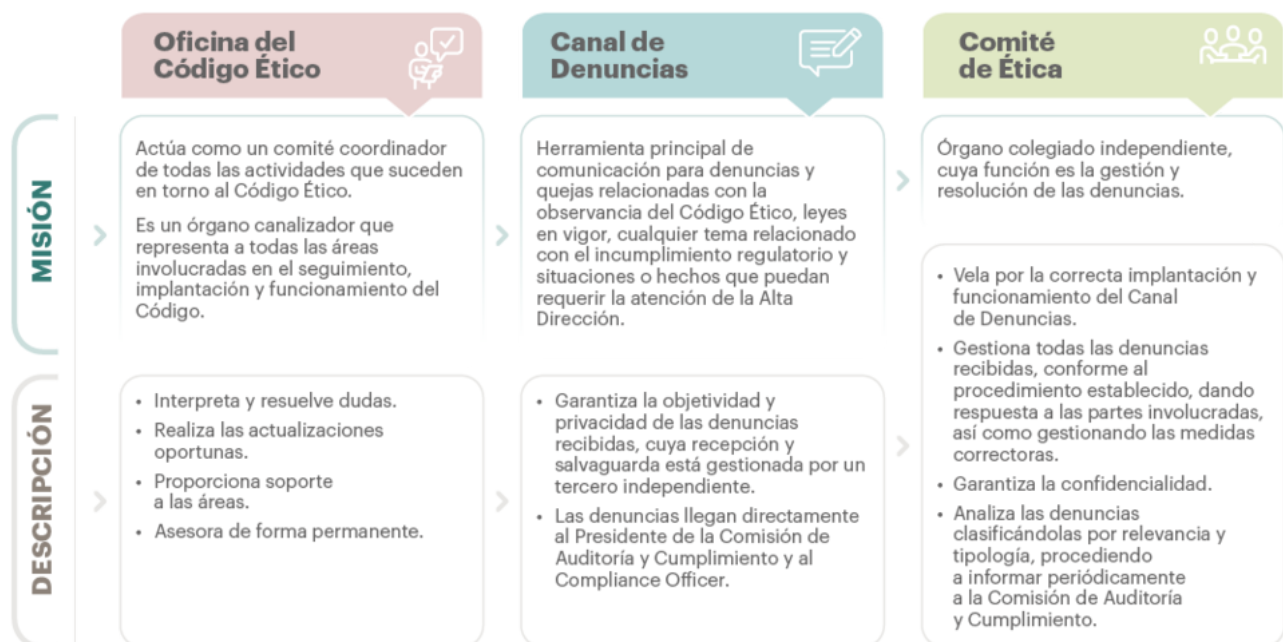 Oficina del
Código Ético
Canal de
Denuncias
Comité
de Ética
MISIÓN
Actúa como un comité coordinador
de todas las actividades que suceden
en torno al Código Ético.
Es un órgano canalizador que
representa a todas las áreas
involucradas en el seguimiento,
implantación y funcionamiento del
Código.
Herramienta principal de
comunicación para denuncias y
quejas relacionadas con la
observancia del Código Ético, leyes
en vigor, cualquier tema relacionado
con el incumplimiento regulatorio y
situaciones o hechos que puedan
requerir la atención de la Alta
Dirección.
Órgano colegiado independiente,
cuya función es la gestión y
resolución de las denuncias.
DESCRIPCIÓN
• Interpreta y resuelve dudas.
• Realiza las actualizaciones
oportunas.
• Proporciona soporte
a las áreas.
• Asesora de forma permanente.
• Garantiza la objetividad y
privacidad de las denuncias
recibidas, cuya recepción y
salvaguarda está gestionada por un
tercero independiente.
• Las denuncias llegan directamente
al Presidente de la Comisión de
Auditoría y Cumplimiento y al
Compliance Officer.
• Vela por la correcta implantación y
funcionamiento del Canal
de Denuncias.
• Gestiona todas las denuncias
recibidas, conforme al
procedimiento establecido, dando
respuesta a las partes involucradas,
así como gestionando las medidas
correctoras.
• Garantiza la confidencialidad.
• Analiza las denuncias
clasificándolas por relevancia y
tipología, procediendo
a informar periódicamente
a la Comisión de Auditoría
y Cumplimiento.